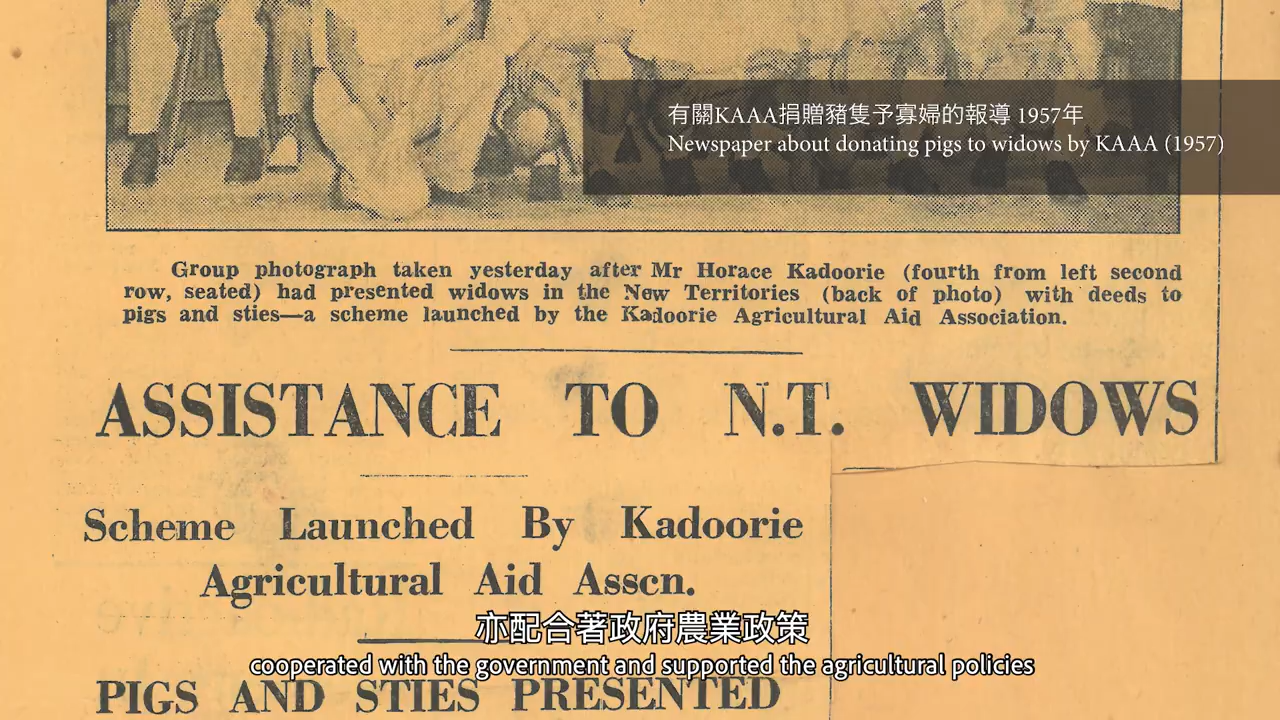 有關KAAA捐贈豬隻予寡婦的報導 1957年
Newspaper about donating pigs to widows by KAAA (1957)
Group photograph taken yesterday after Mr Horace Kadoorie (fourth from left second
row, seated) had presented widows in the New Territories (back of photo) with deeds to
pigs and sties—a scheme launched by the Kadoorie Agricultural Aid Association.
ASSISTANCE TO N.T. WIDOWS
Scheme Launched By Kadoorie
Agricultural Aid Asscn.
亦配合著政府農業政策
cooperated with the government and supported the agricultural policies
PIGS AND STIES PRESENTED